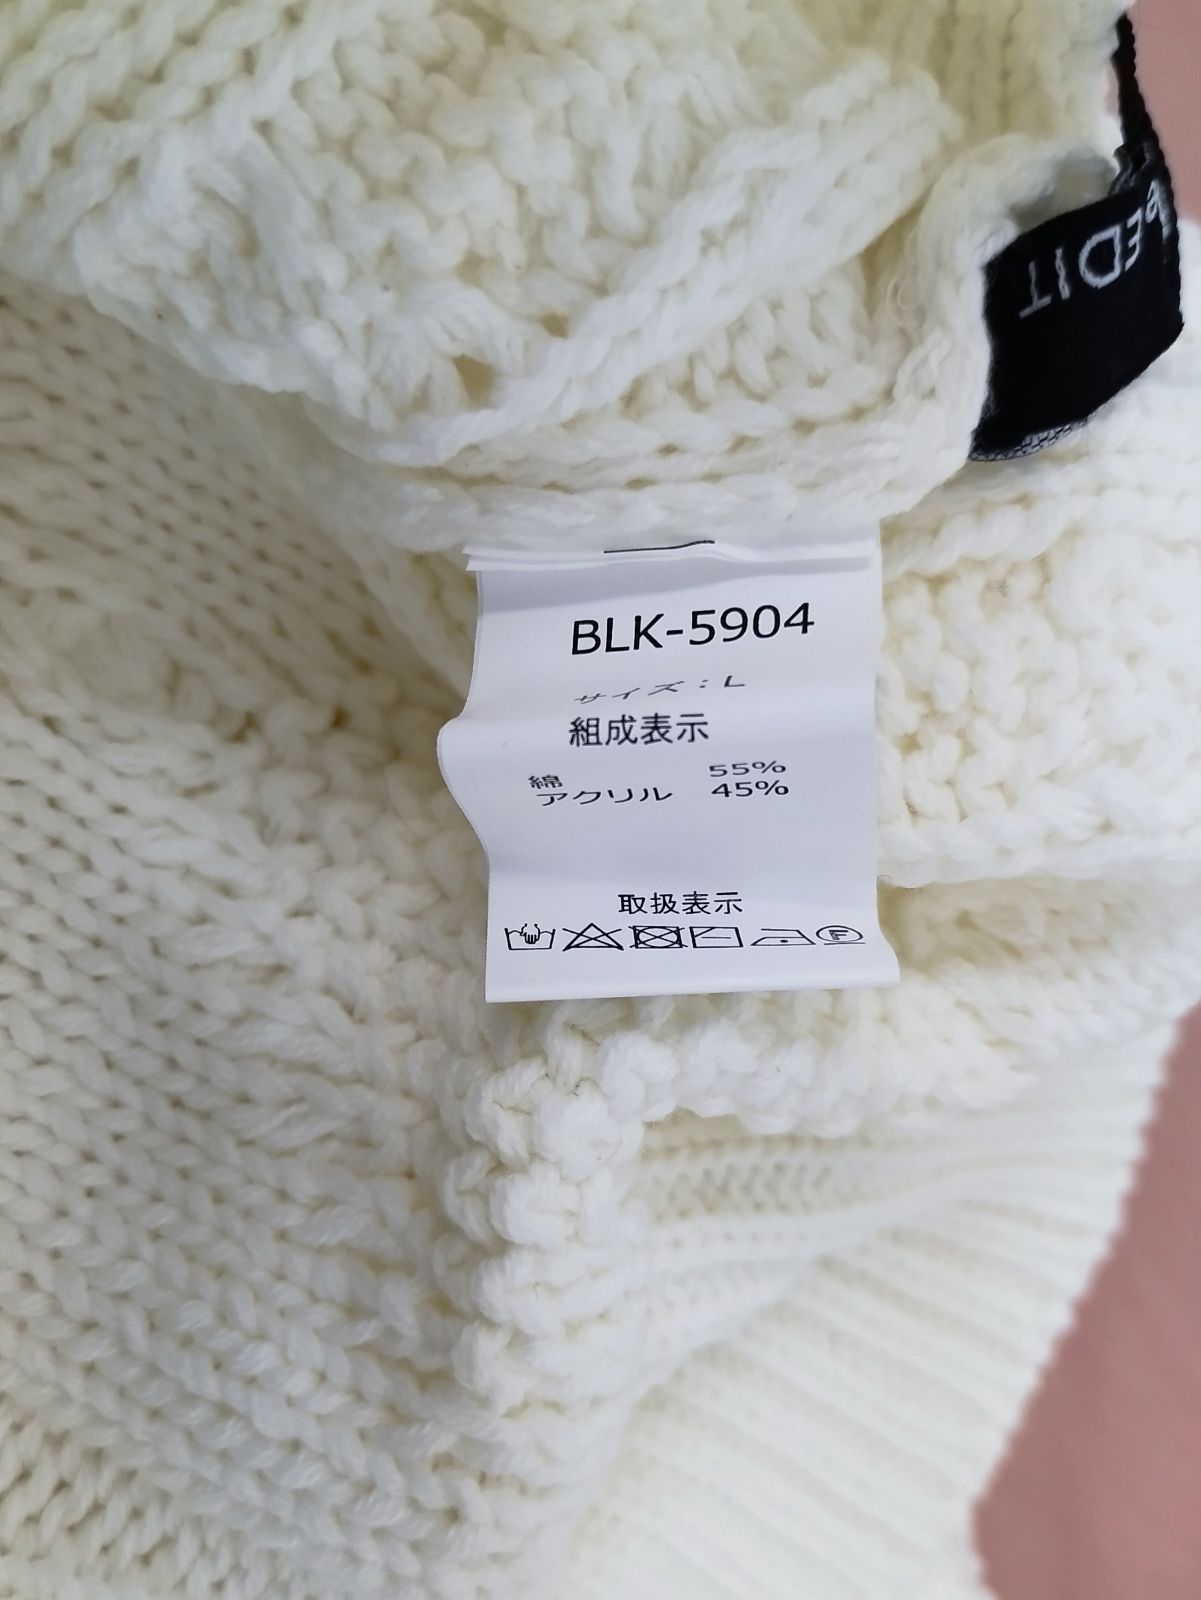 EDIT
BLK-5904
サイズ：L
組成表示
綿 55%
アクリル 45%
取扱表示
F